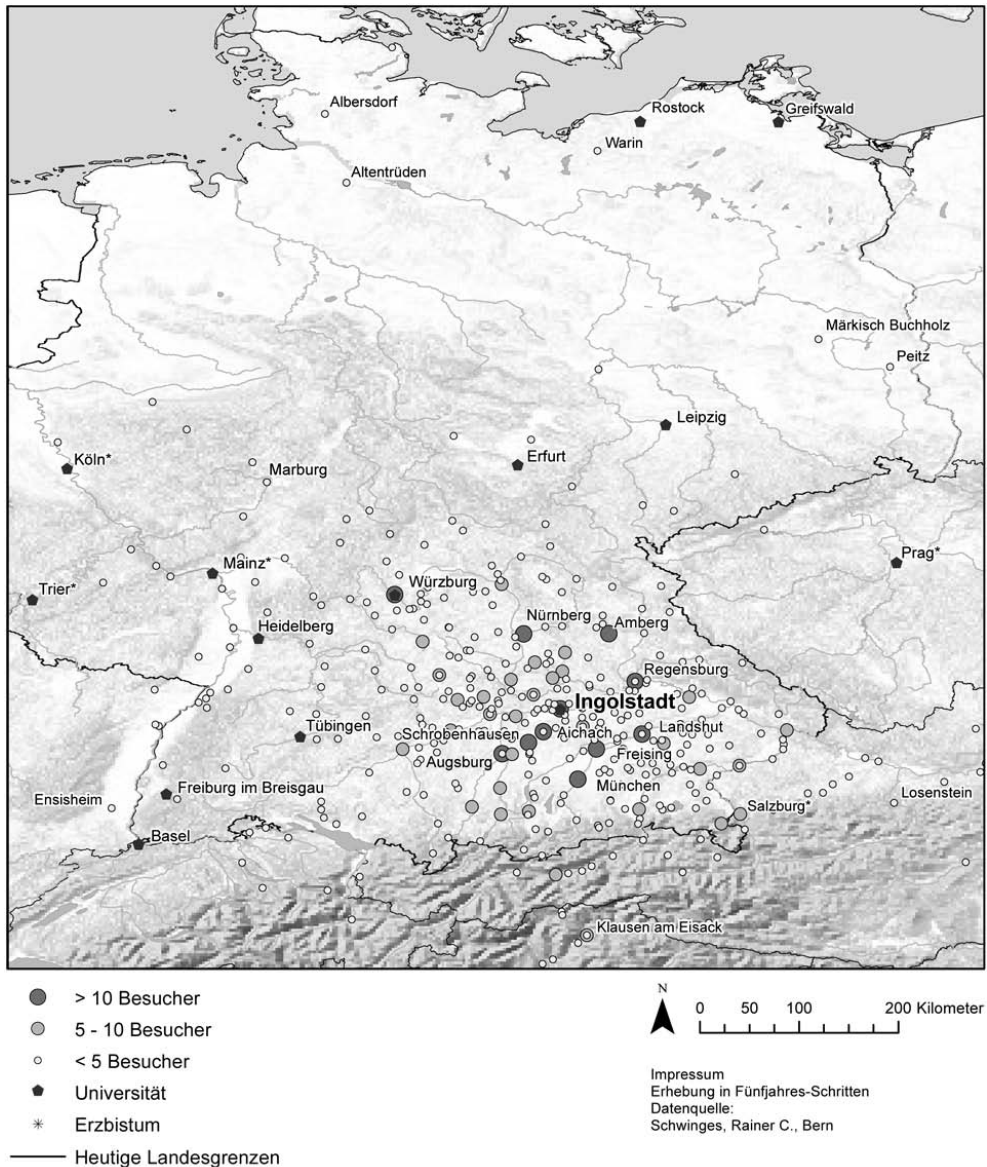 Albersdorf
Rostock
Greifswald
Warin
Altentrüden
Märkisch Buchholz
Peitz
Leipzig
Köln*
Erfurt
Marburg
Prag*
Mainz*
Trier*
Würzburg
Nürnberg
Amberg
Heidelberg
Regensburg
Ingolstadt
Tübingen
Schrobenhausen
Aichach
Landshut
Augsburg
Freising
München
Freiburg im Breisgau
Ensisheim
Losenstein
Salzburg*
Basel
Klausen am Eisack
> 10 Besucher
5 - 10 Besucher
< 5 Besucher
Universität
* Erzbistum
Heutige Landesgrenzen
N
0 50 100 200 Kilometer
Impressum
Erhebung in Fünfjahres-Schritten
Datenquelle:
Schwinges, Rainer C., Bern